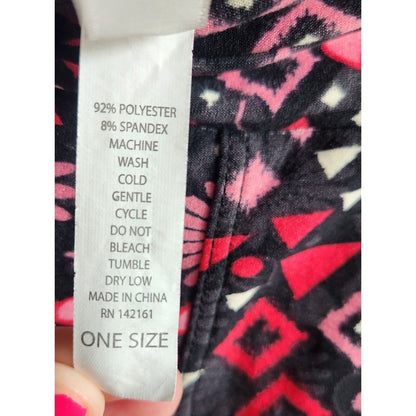 92% POLYESTER
8% SPANDEX
MACHINE
WASH
COLD
GENTLE
CYCLE
DO NOT
BLEACH
TUMBLE
DRY LOW
MADE IN CHINA
RN 142161
ONE SIZE